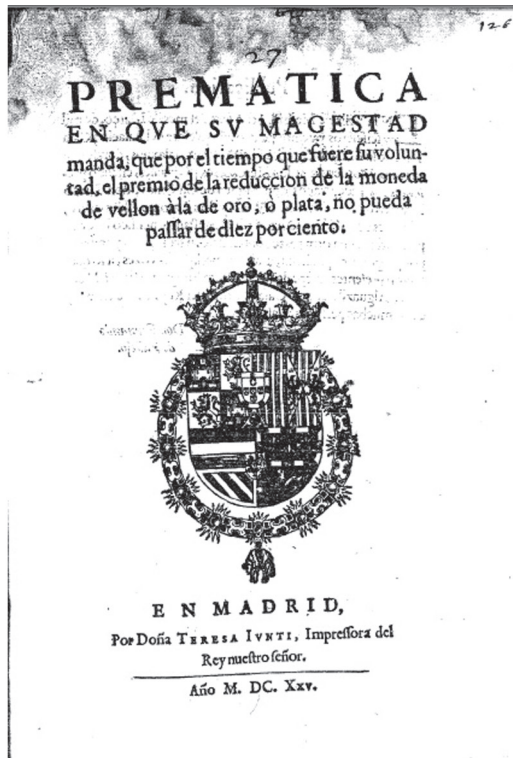 126
27
PREMATICA
EN QVE SV MAGESTAD
manda, que por el tiempo que fuere su volun-
tad, el premio de la reduccion de la moneda
de vellon à la de oro, ò plata, no pueda
passar de diez por ciento.
EN MADRID,
Por Doña TERESA IVNTI, Impressora del
Rey nuestro señor.
Año M. DC. Xxv.